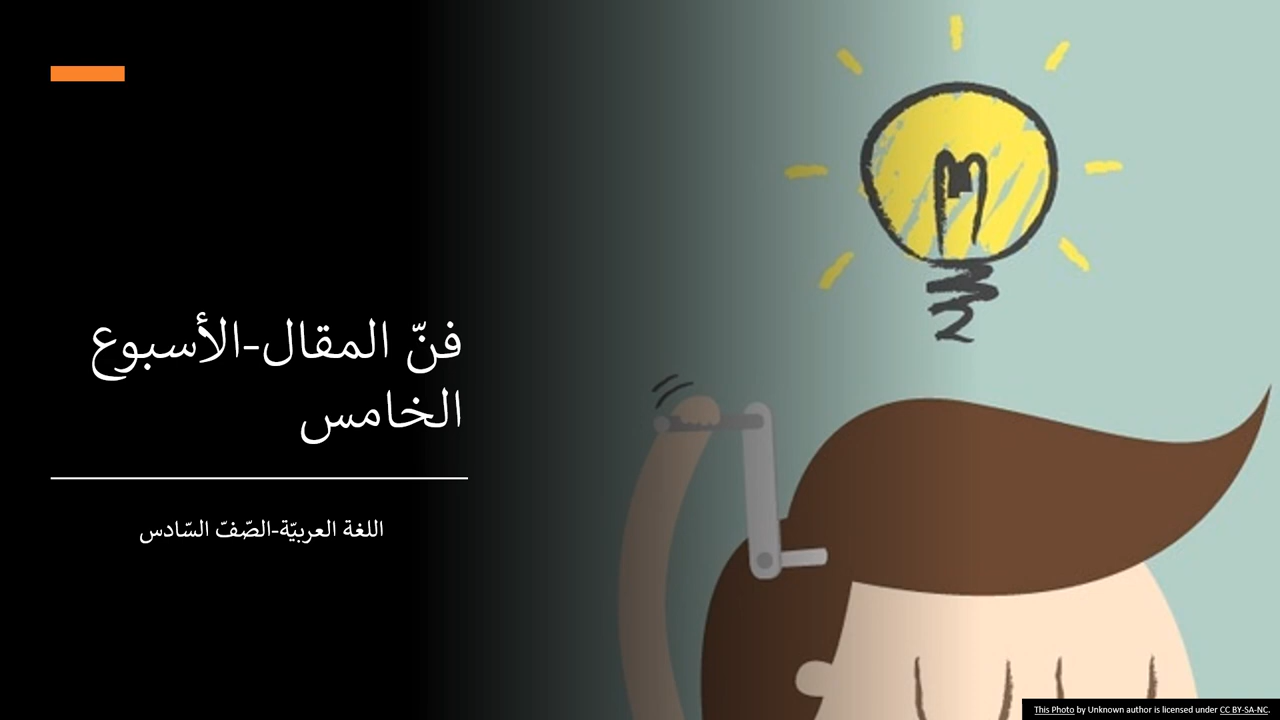 فنّ المقال-الأسبوع
الخامس
اللغة العربيّة-الصّفّ السّادس
This Photo by Unknown author is licensed under CC BY-SA-NC.